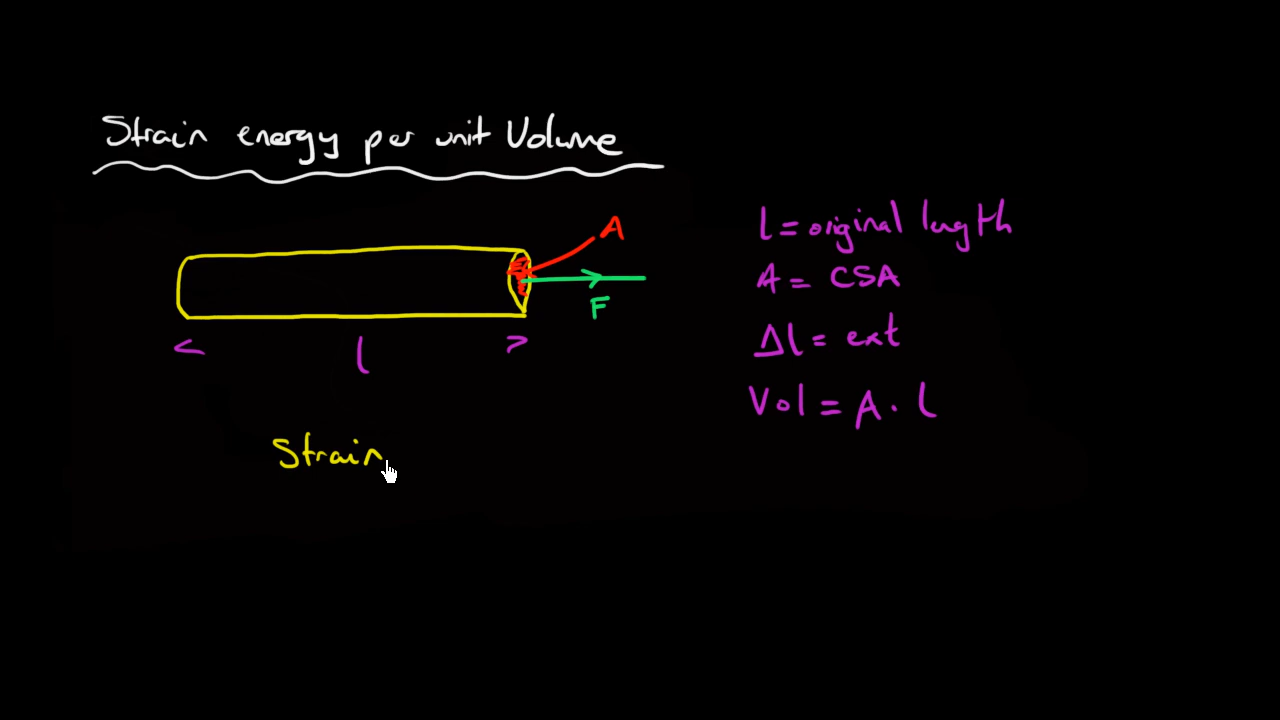 Strain energy per unit Volume
A
F
l
l = original length
A = CSA
Δl = ext
Vol = A . l
Strain